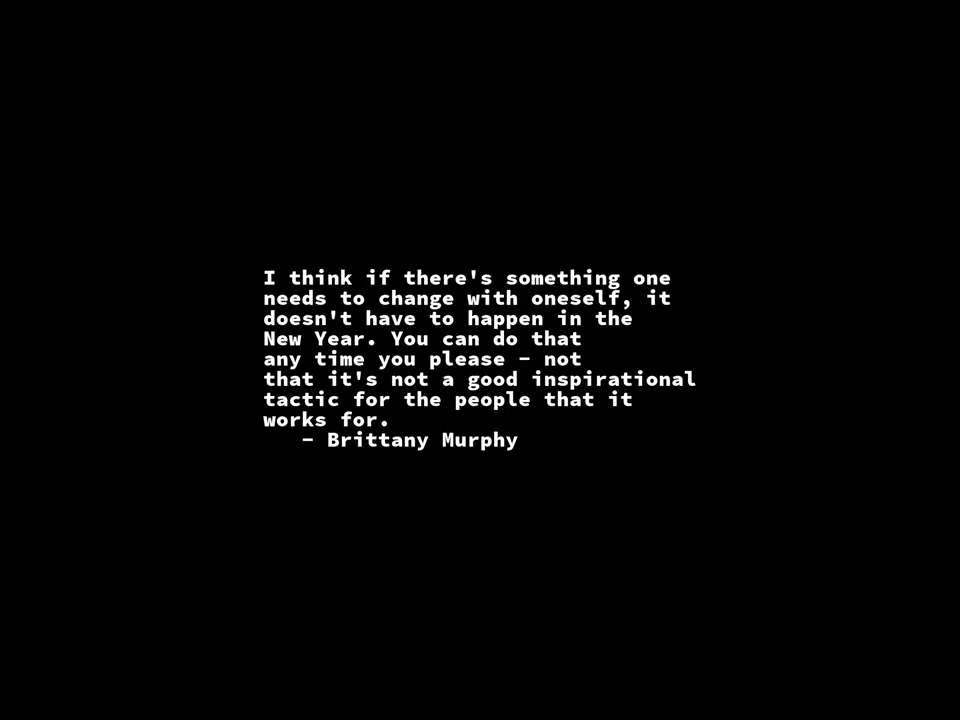 I think if there's something one
needs to change with oneself, it
doesn't have to happen in the
New Year. You can do that
any time you please – not
that it's not a good inspirational
tactic for the people that it
works for.
– Brittany Murphy